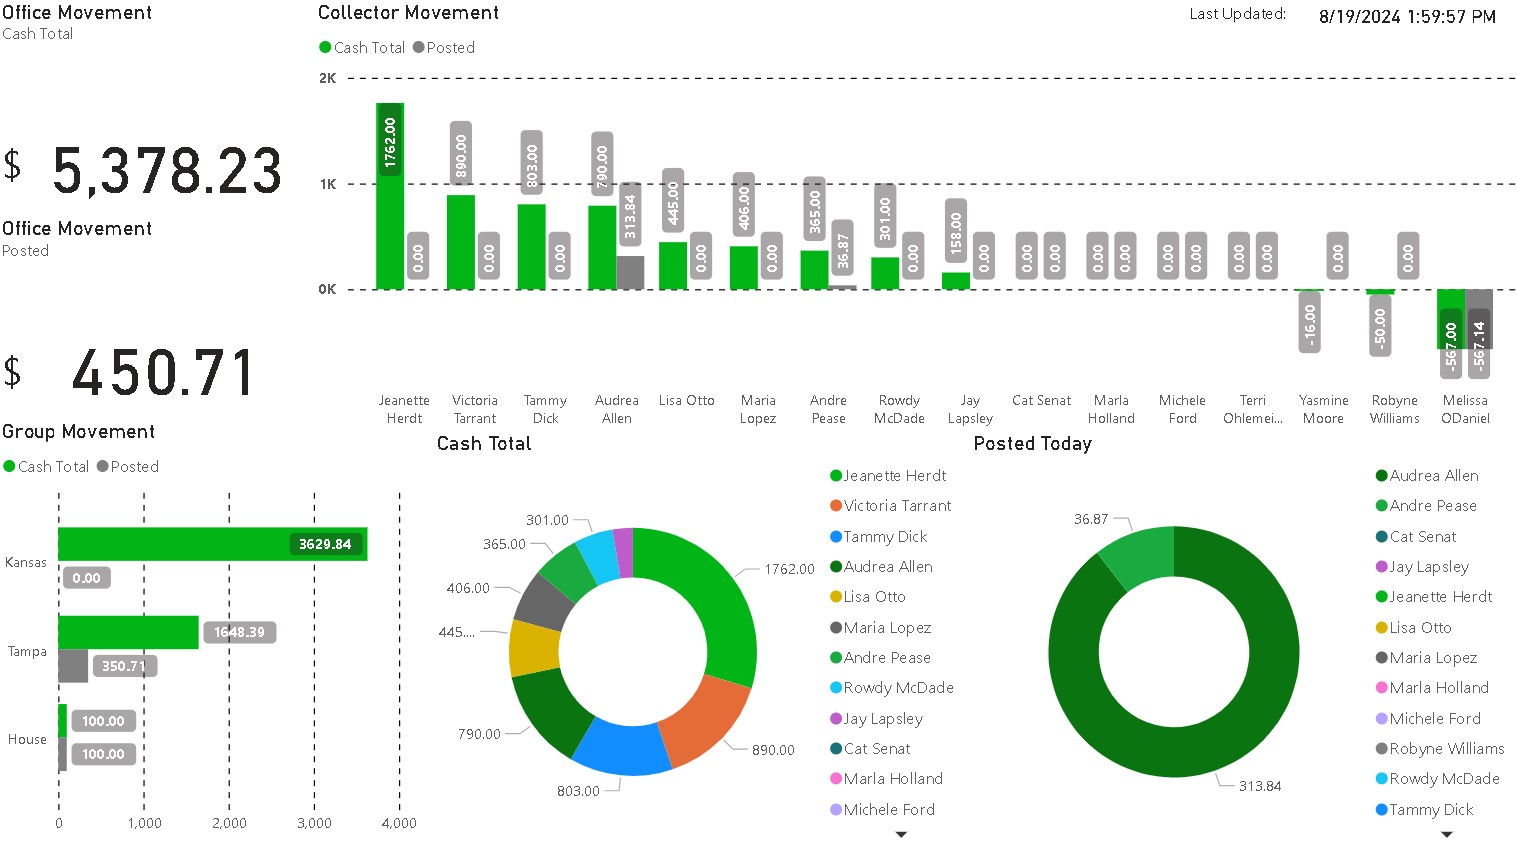 Office Movement
Cash Total
$ 5,378.23
Office Movement
Posted
$ 450.71
Collector Movement
Last Updated: 8/19/2024 1:59:57 PM
Cash Total Posted
2K
1K
0K
1762.00
0.00
890.00
0.00
803.00
0.00
790.00
313.84
445.00
0.00
406.00
0.00
365.00
36.87
301.00
0.00
158.00
0.00
0.00
0.00
0.00
0.00
0.00
0.00
0.00
0.00
-16.00
0.00
-50.00
0.00
-567.00
-567.14
Jeanette
Herdt
Victoria
Tarrant
Tammy
Dick
Audrea
Allen
Lisa Otto
Maria
Lopez
Andre
Pease
Rowdy
McDade
Jay
Lapsley
Cat Senat
Marla
Holland
Michele
Ford
Terri
Ohlemei...
Yasmine
Moore
Robyne
Williams
Melissa
ODaniel
Group Movement
Cash Total Posted
Kansas
3629.84
0.00
Tampa
1648.39
350.71
House
100.00
100.00
0 1,000 2,000 3,000 4,000
Cash Total
301.00
365.00
406.00
445....
790.00
803.00
890.00
1762.00
Jeanette Herdt
Victoria Tarrant
Tammy Dick
Audrea Allen
Lisa Otto
Maria Lopez
Andre Pease
Rowdy McDade
Jay Lapsley
Cat Senat
Marla Holland
Michele Ford
Posted Today
36.87
313.84
Audrea Allen
Andre Pease
Cat Senat
Jay Lapsley
Jeanette Herdt
Lisa Otto
Maria Lopez
Marla Holland
Michele Ford
Robyne Williams
Rowdy McDade
Tammy Dick